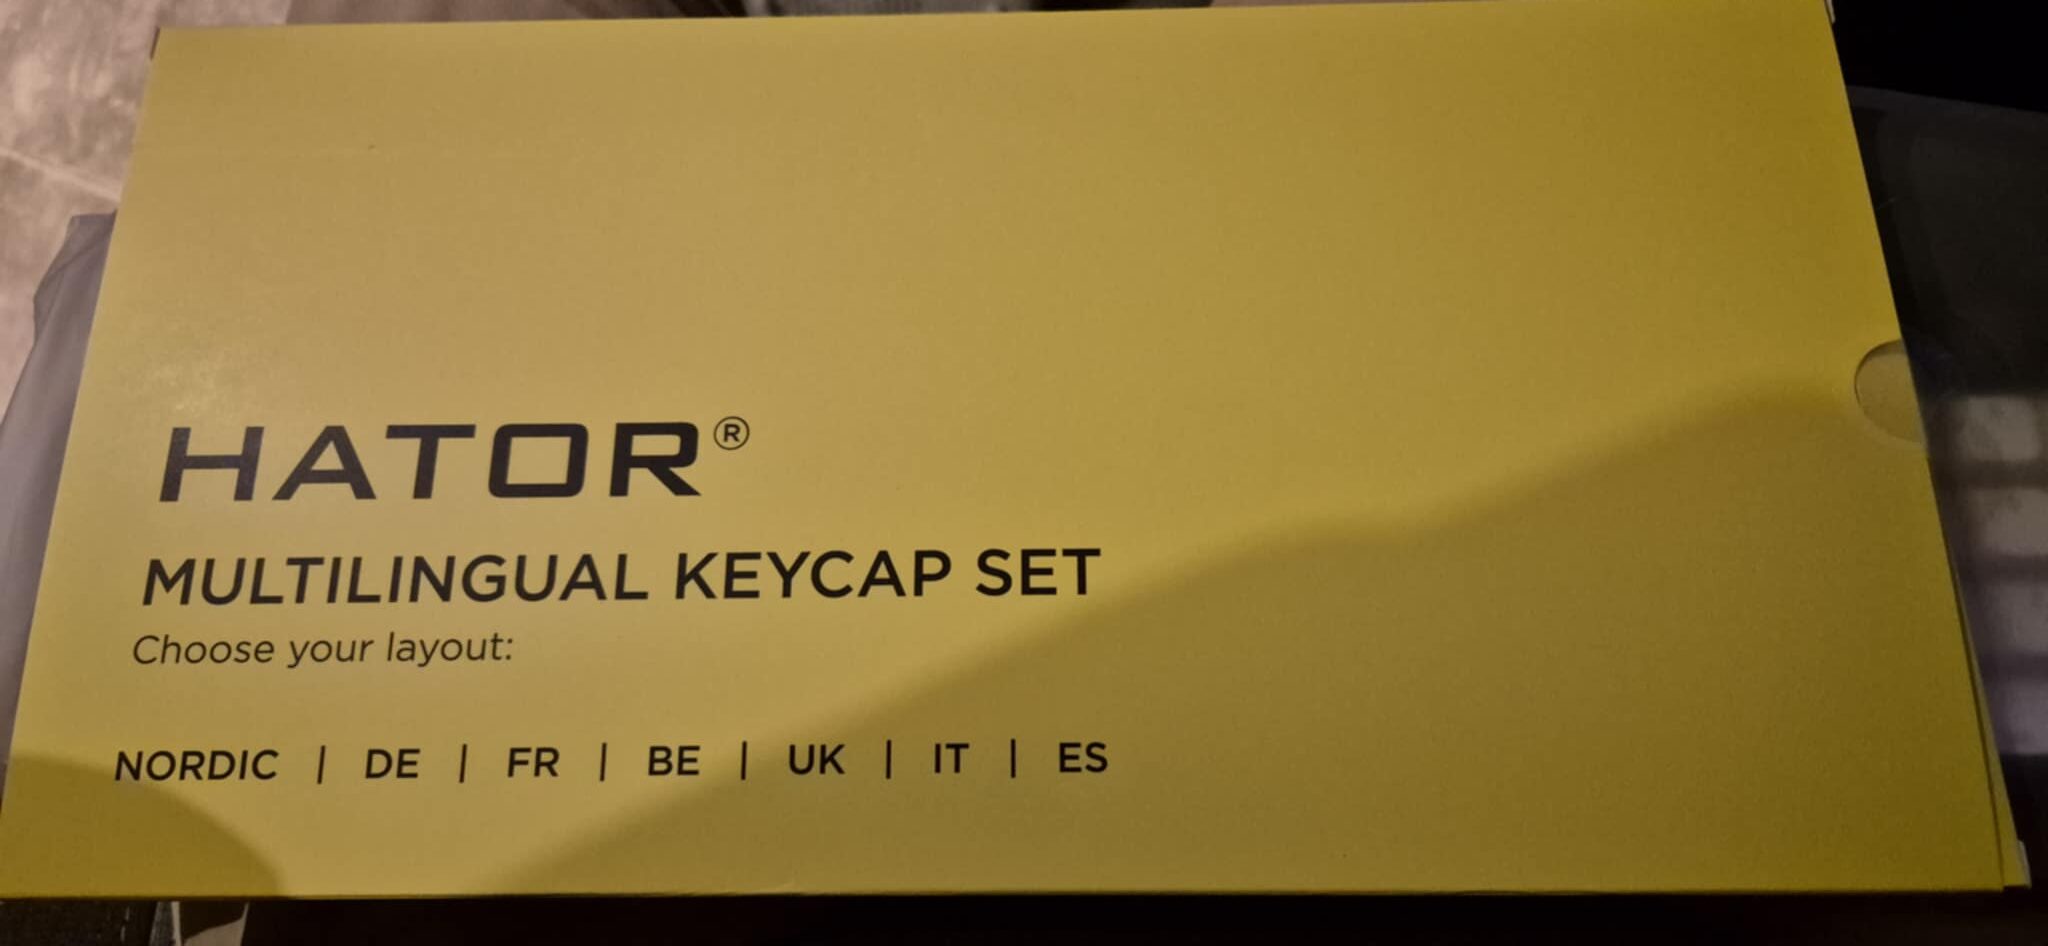 HATOR®
MULTILINGUAL KEYCAP SET
Choose your layout:
NORDIC | DE | FR | BE | UK | IT | ES